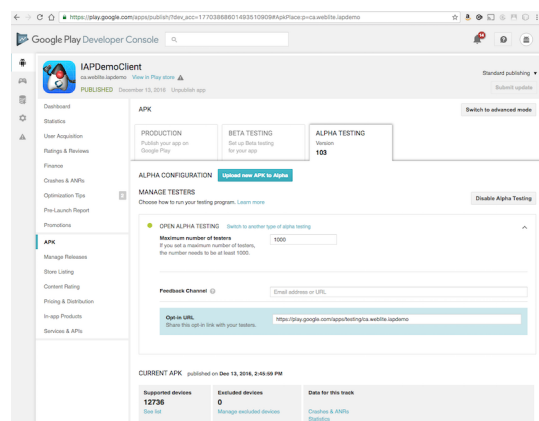 https://play.google.com/apps/publish/?dev_acc=17703886860149351090​9#ApkPlace:p=ca.weblite.iapdemo
Google Play Developer Console
IAPDemoClient
ca.weblite.iapdemo View in Play store
PUBLISHED December 13, 2016 Unpublish app
Standard publishing
Submit update
Dashboard
Statistics
User Acquisition
Ratings & Reviews
Finance
Crashes & ANRs
Optimization Tips
Pre-Launch Report
Promotions
APK
Manage Releases
Store Listing
Content Rating
Pricing & Distribution
In-app Products
Services & APIs
APK
Switch to advanced mode
PRODUCTION
Publish your app on
Google Play
BETA TESTING
Set up Beta testing
for your app
ALPHA TESTING
Version
103
ALPHA CONFIGURATION Upload new APK to Alpha
MANAGE TESTERS
Choose how to run your testing program. Learn more
Disable Alpha Testing
OPEN ALPHA TESTING Switch to another type of alpha testing
Maximum number of testers
If you set a maximum
number of testers,
the number needs to
be at least 1000.
1000
Feedback Channel
Email address or URL
Opt-in URL
Share this opt-in link with your testers.
https://play.google.com/apps/testing/ca.weblite.iapdemo
CURRENT APK published on Dec 13, 2016, 2:45:59 PM
Supported devices
12736
See list
Excluded devices
0
Manage excluded devices
Data for this track
Crashes & ANRs
Statistics